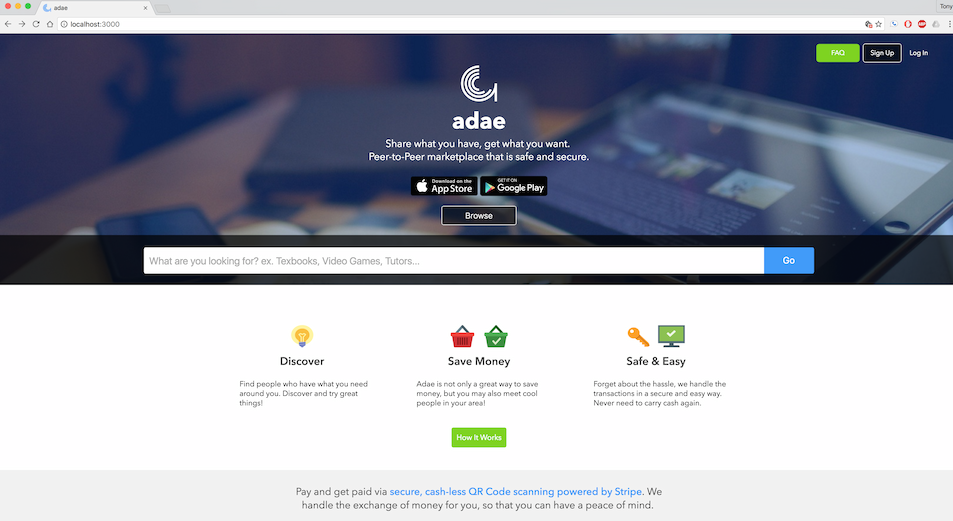 adae
Tony
localhost:3000
FAQ
Sign Up
Log In
adae
Share what you have, get what you want.
Peer-to-Peer marketplace that is safe and secure.
Download on the
App Store
GET IT ON
Google Play
Browse
What are you looking for? ex. Texbooks, Video Games, Tutors...
Go
Discover
Find people who have what you need
around you. Discover and try great
things!
Save Money
Adae is not only a great way to save
money, but you may also meet cool
people in your area!
Safe & Easy
Forget about the hassle, we handle the
transactions in a secure and easy way.
Never need to carry cash again.
How It Works
Pay and get paid via secure, cash-less QR Code scanning powered by Stripe. We
handle the exchange of money for you, so that you can have a peace of mind.